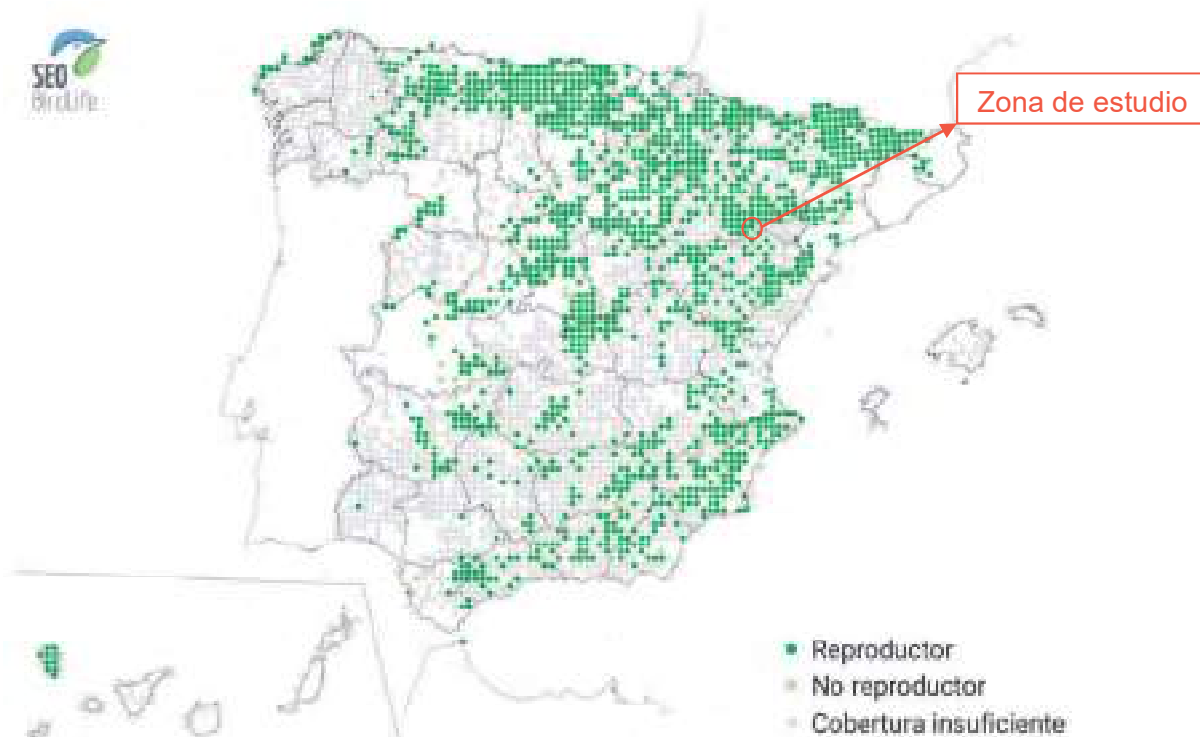 SEO
BirdLife
Zona de estudio
Reproductor
No reproductor
Cobertura insuficiente